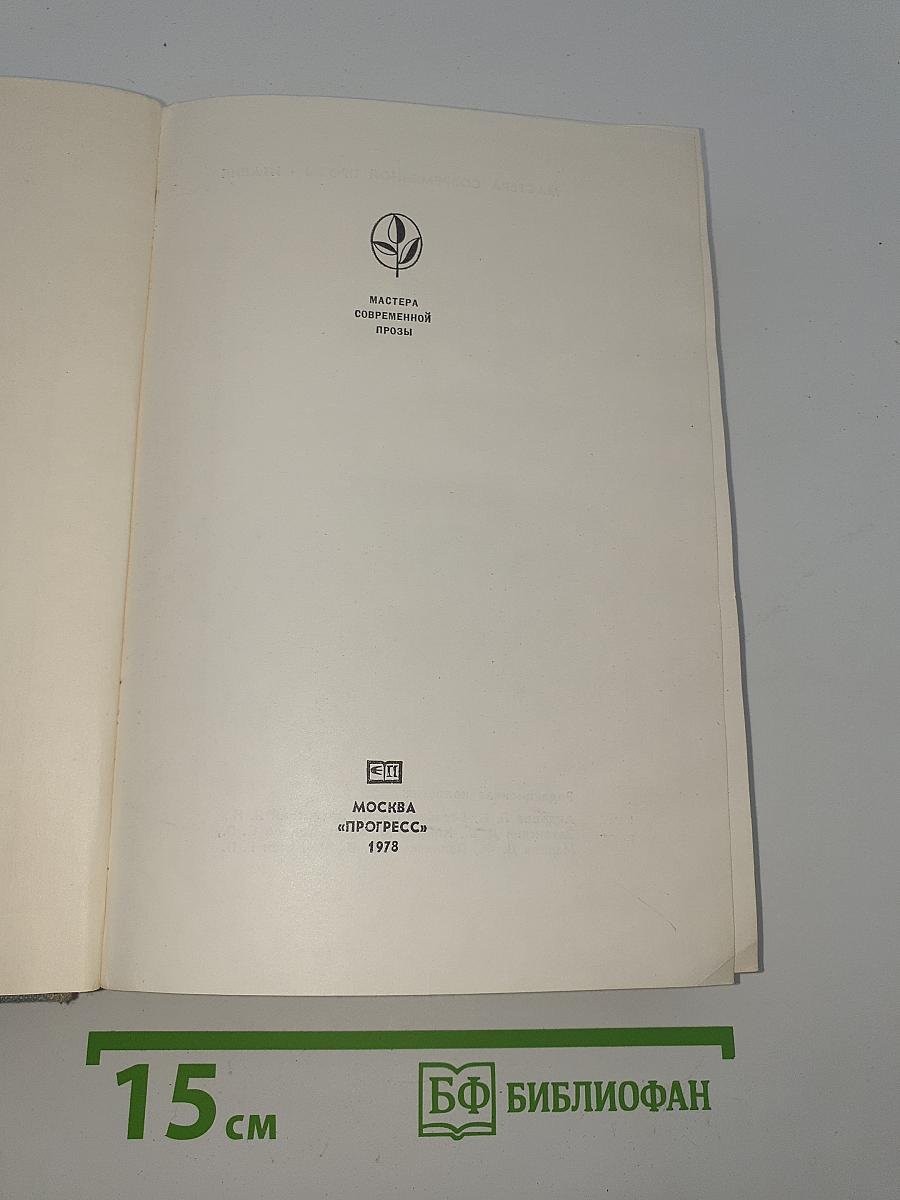 МАСТЕРА
СОВРЕМЕННОЙ
ПРОЗЫ
МОСКВА
«ПРОГРЕСС»
1978
15 см
БФ БИБЛИОФАН